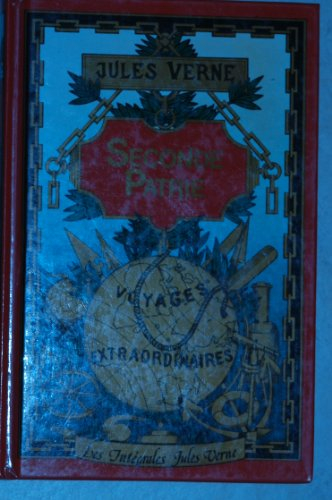 JULES VERNE
SECONDE
PATRIE
VOYAGES
EXTRAORDINAIRES
Les Intégrales Jules Verne